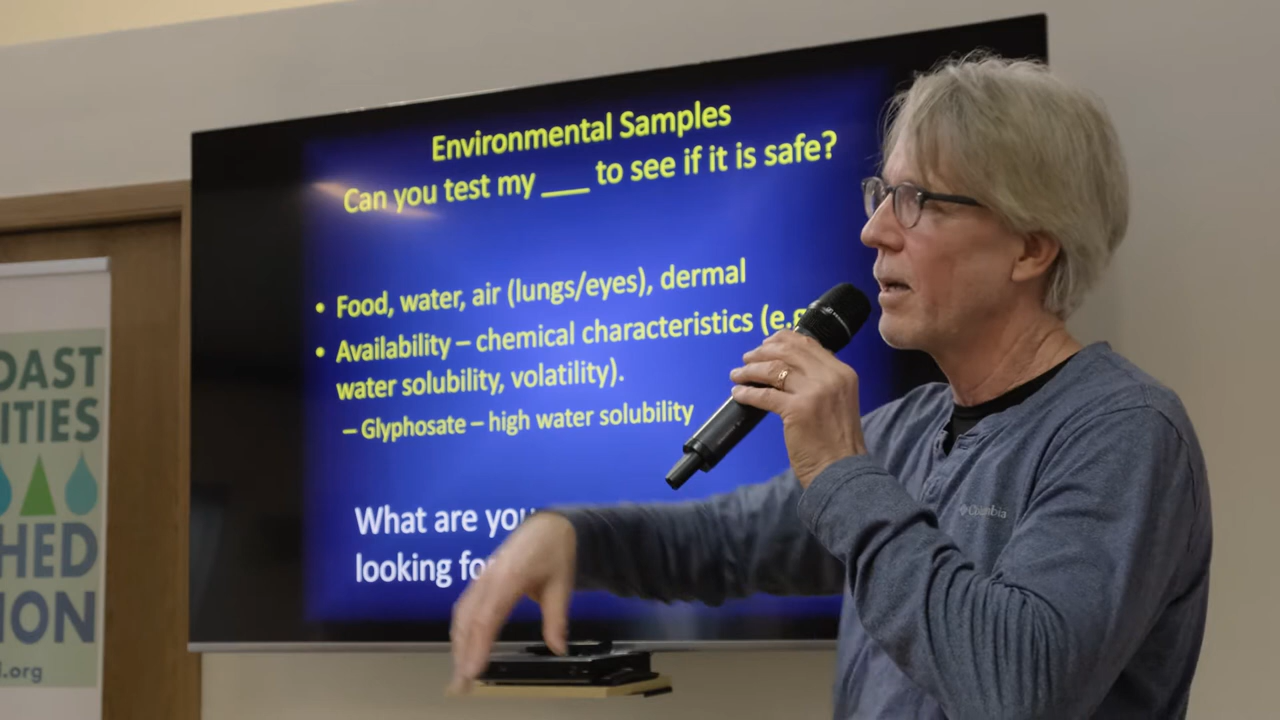 Environmental Samples
Can you test my ___ to see if it is safe?
• Food, water, air (lungs/eyes), dermal
• Availability – chemical characteristics (e.g
water solubility, volatility).
– Glyphosate – high water solubility
What are you
looking for
OAST
ITIES
HED
ION
l.org
Columbia